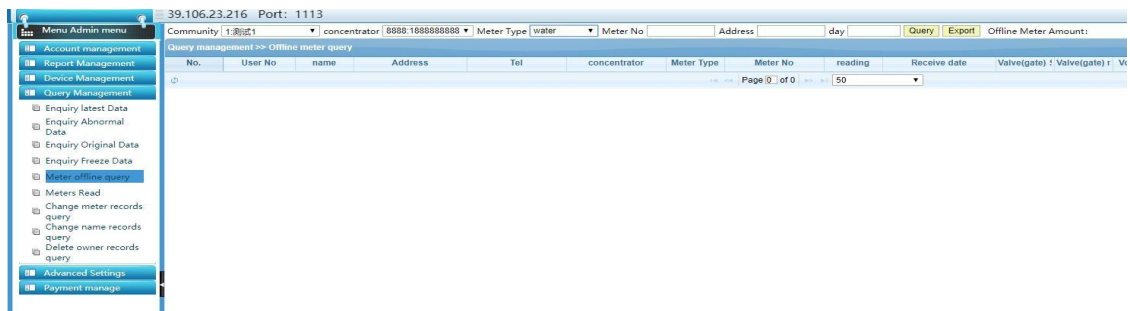 39.106.23.216 Port: 1113
Menu Admin menu
Community 1:测试1 concentrator 8888:1888888888 Meter Type water Meter No Address day Query Export Offline Meter Amount:
Account management
Query management >> Offline meter query
Report Management
No. User No name Address Tel concentrator Meter Type Meter No reading Receive date Valve(gate) Valve(gate) r
Device Management
Page 0 of 0 50
Query Management
Enquiry latest Data
Enquiry Abnormal
Data
Enquiry Original Data
Enquiry Freeze Data
Meter offline query
Meters Read
Change meter records
query
Change name records
query
Delete owner records
query
Advanced Settings
Payment manage